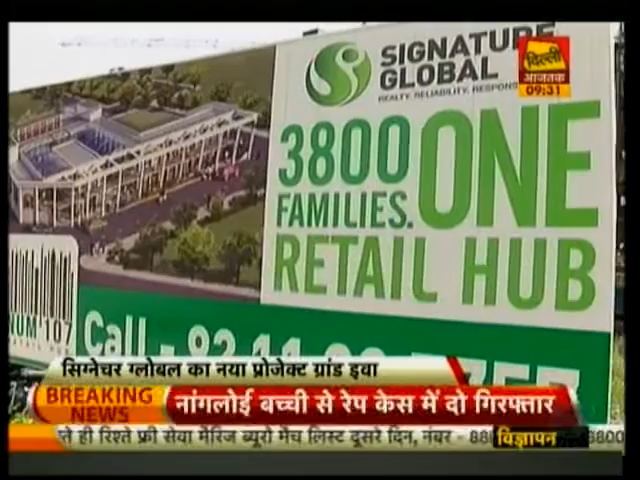 SIGNATURE
GLOBAL
REALTY. RELIABILITY.
दिल्ली
आजतक
09:31
3800
FAMILIES.
ONE
RETAIL HUB
107
Call -
सिग्नेचर ग्लोबल का नया प्रोजेक्ट ग्रांड इवा
BREAKING
NEWS
नांगलोई बच्ची से रेप केस में दो गिरफ्तार
ही रिश्ते फ्री सेवा मैरिज ब्यूरो मैच लिस्ट दूसरे दिन, नंबर -
विज्ञापन